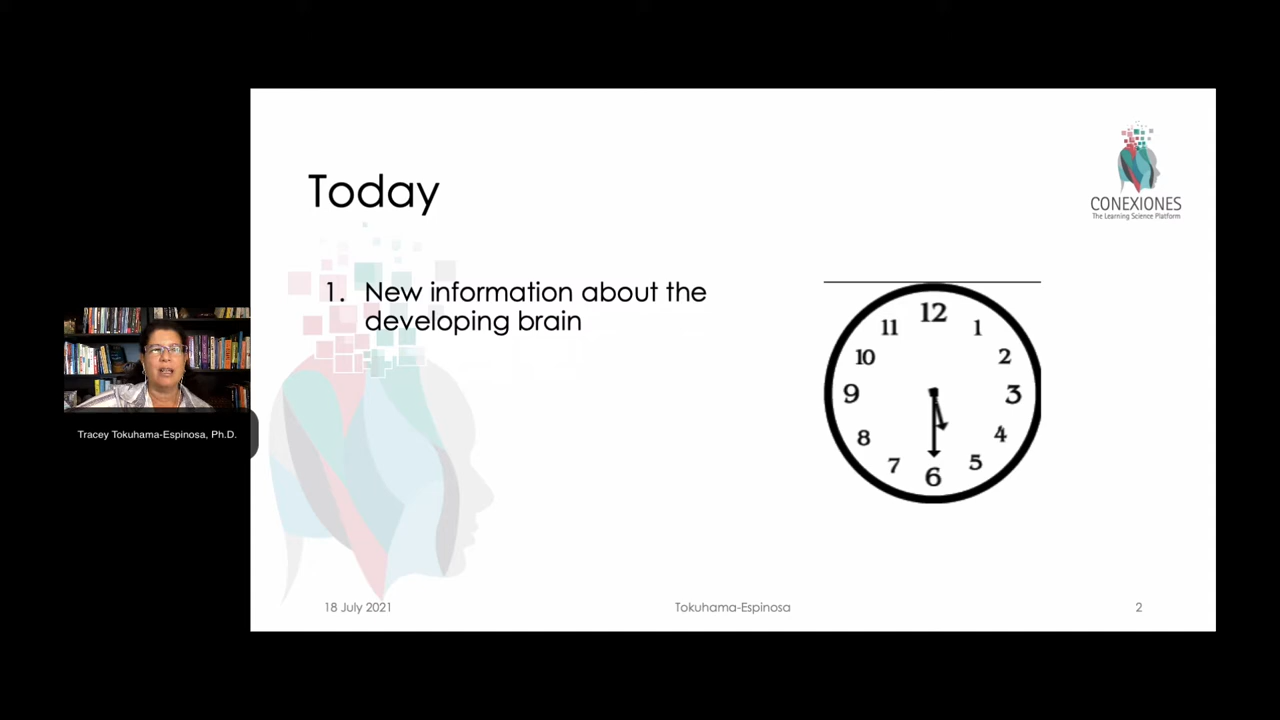 Today
CONEXIONES
The Learning Science Platform
1. New information about the
developing brain
12
11
1
10
2
9
3
8
4
7
5
6
Tracey Tokuhama-Espinosa, Ph.D.
18 July 2021
Tokuhama-Espinosa
2